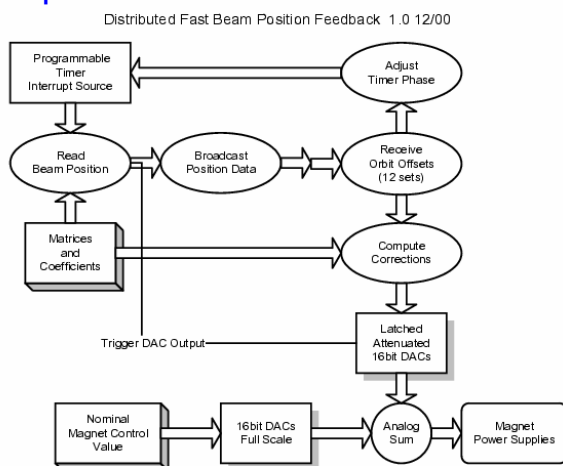 Distributed Fast Beam Position Feedback 1.0 12/00
Programmable
Timer
Interrupt Source
Adjust
Timer Phase
Read
Beam Position
Broadcast
Position Data
Receive
Orbit Offsets
(12 sets)
Matrices
and
Coefficients
Compute
Corrections
Trigger DAC Output
Latched
Attenuated
16bit DACs
Nominal
Magnet Control
Value
16bit DACs
Full Scale
Analog
Sum
Magnet
Power Supplies